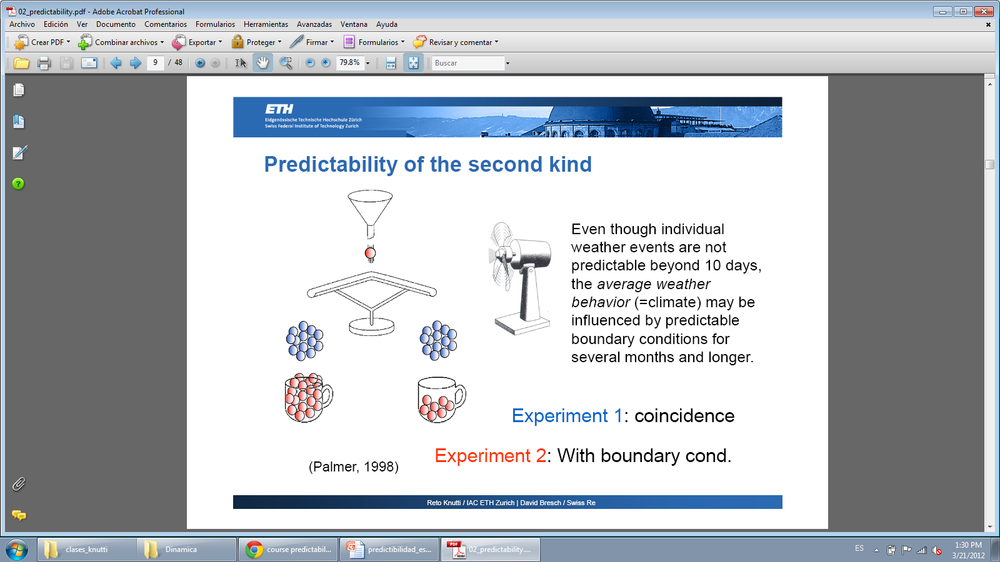 02_predictability.pdf - Adobe Acrobat Professional
Archivo Edición Ver Documento Comentarios Formularios Herramientas Avanzadas Ventana Ayuda
Crear PDF Combinar archivos Exportar Proteger Firmar Formularios Revisar y comentar
9 / 48 79.8% Buscar
ETH
Eidgenössische Technische Hochschule Zürich
Swiss Federal Institute of Technology Zurich
Predictability of the second kind
Even though individual
weather events are not
predictable beyond 10 days,
the average weather
behavior (=climate) may be
influenced by predictable
boundary conditions for
several months and longer.
Experiment 1: coincidence
Experiment 2: With boundary cond.
(Palmer, 1998)
Reto Knutti / IAC ETH Zurich | David Bresch / Swiss Re
clases_knutti Dinamica course predictabil... predictibilidad_es... PDF Adobe 02_predictability.... ES 1:30 PM
3/21/2012